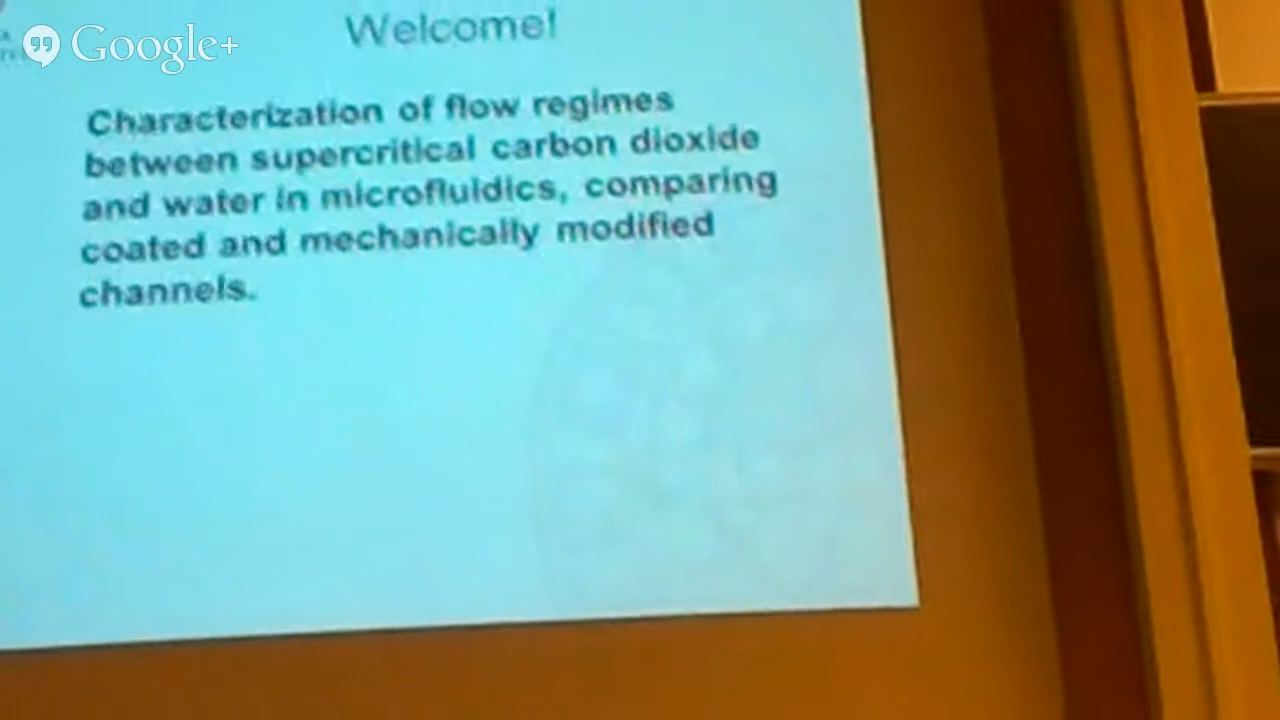 Google+
Welcome!
Characterization of flow regimes
between supercritical carbon dioxide
and water in microfluidics, comparing
coated and mechanically modified
channels.